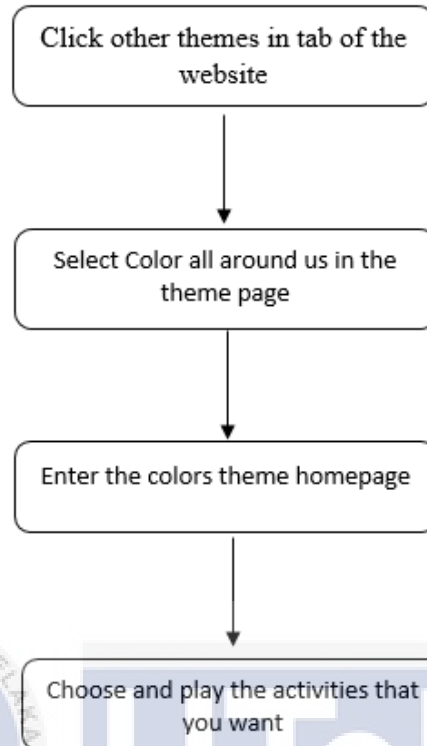 Click other themes in tab of the
website
Select Color all around us in the
theme page
Enter the colors theme homepage
Choose and play the activities that
you want